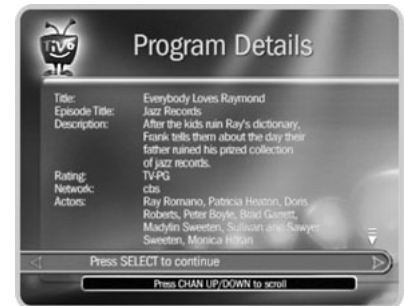 TiVo
Program Details
Title: Everybody Loves Raymond
Episode Title: Jazz Records
Description: After the kids ruin Ray's dictionary,
Frank tells them about the day their
father ruined his prized collection
of jazz records.
Rating: TV-PG
Network: cbs
Actors: Ray Romano, Patricia Heaton, Doris
Roberts, Peter Boyle, Brad Garrett,
Madylin Sweeten, Sullivan and Sawyer
Sweeten, Monica Horan
Press SELECT to continue
Press CHAN UP/DOWN to scroll